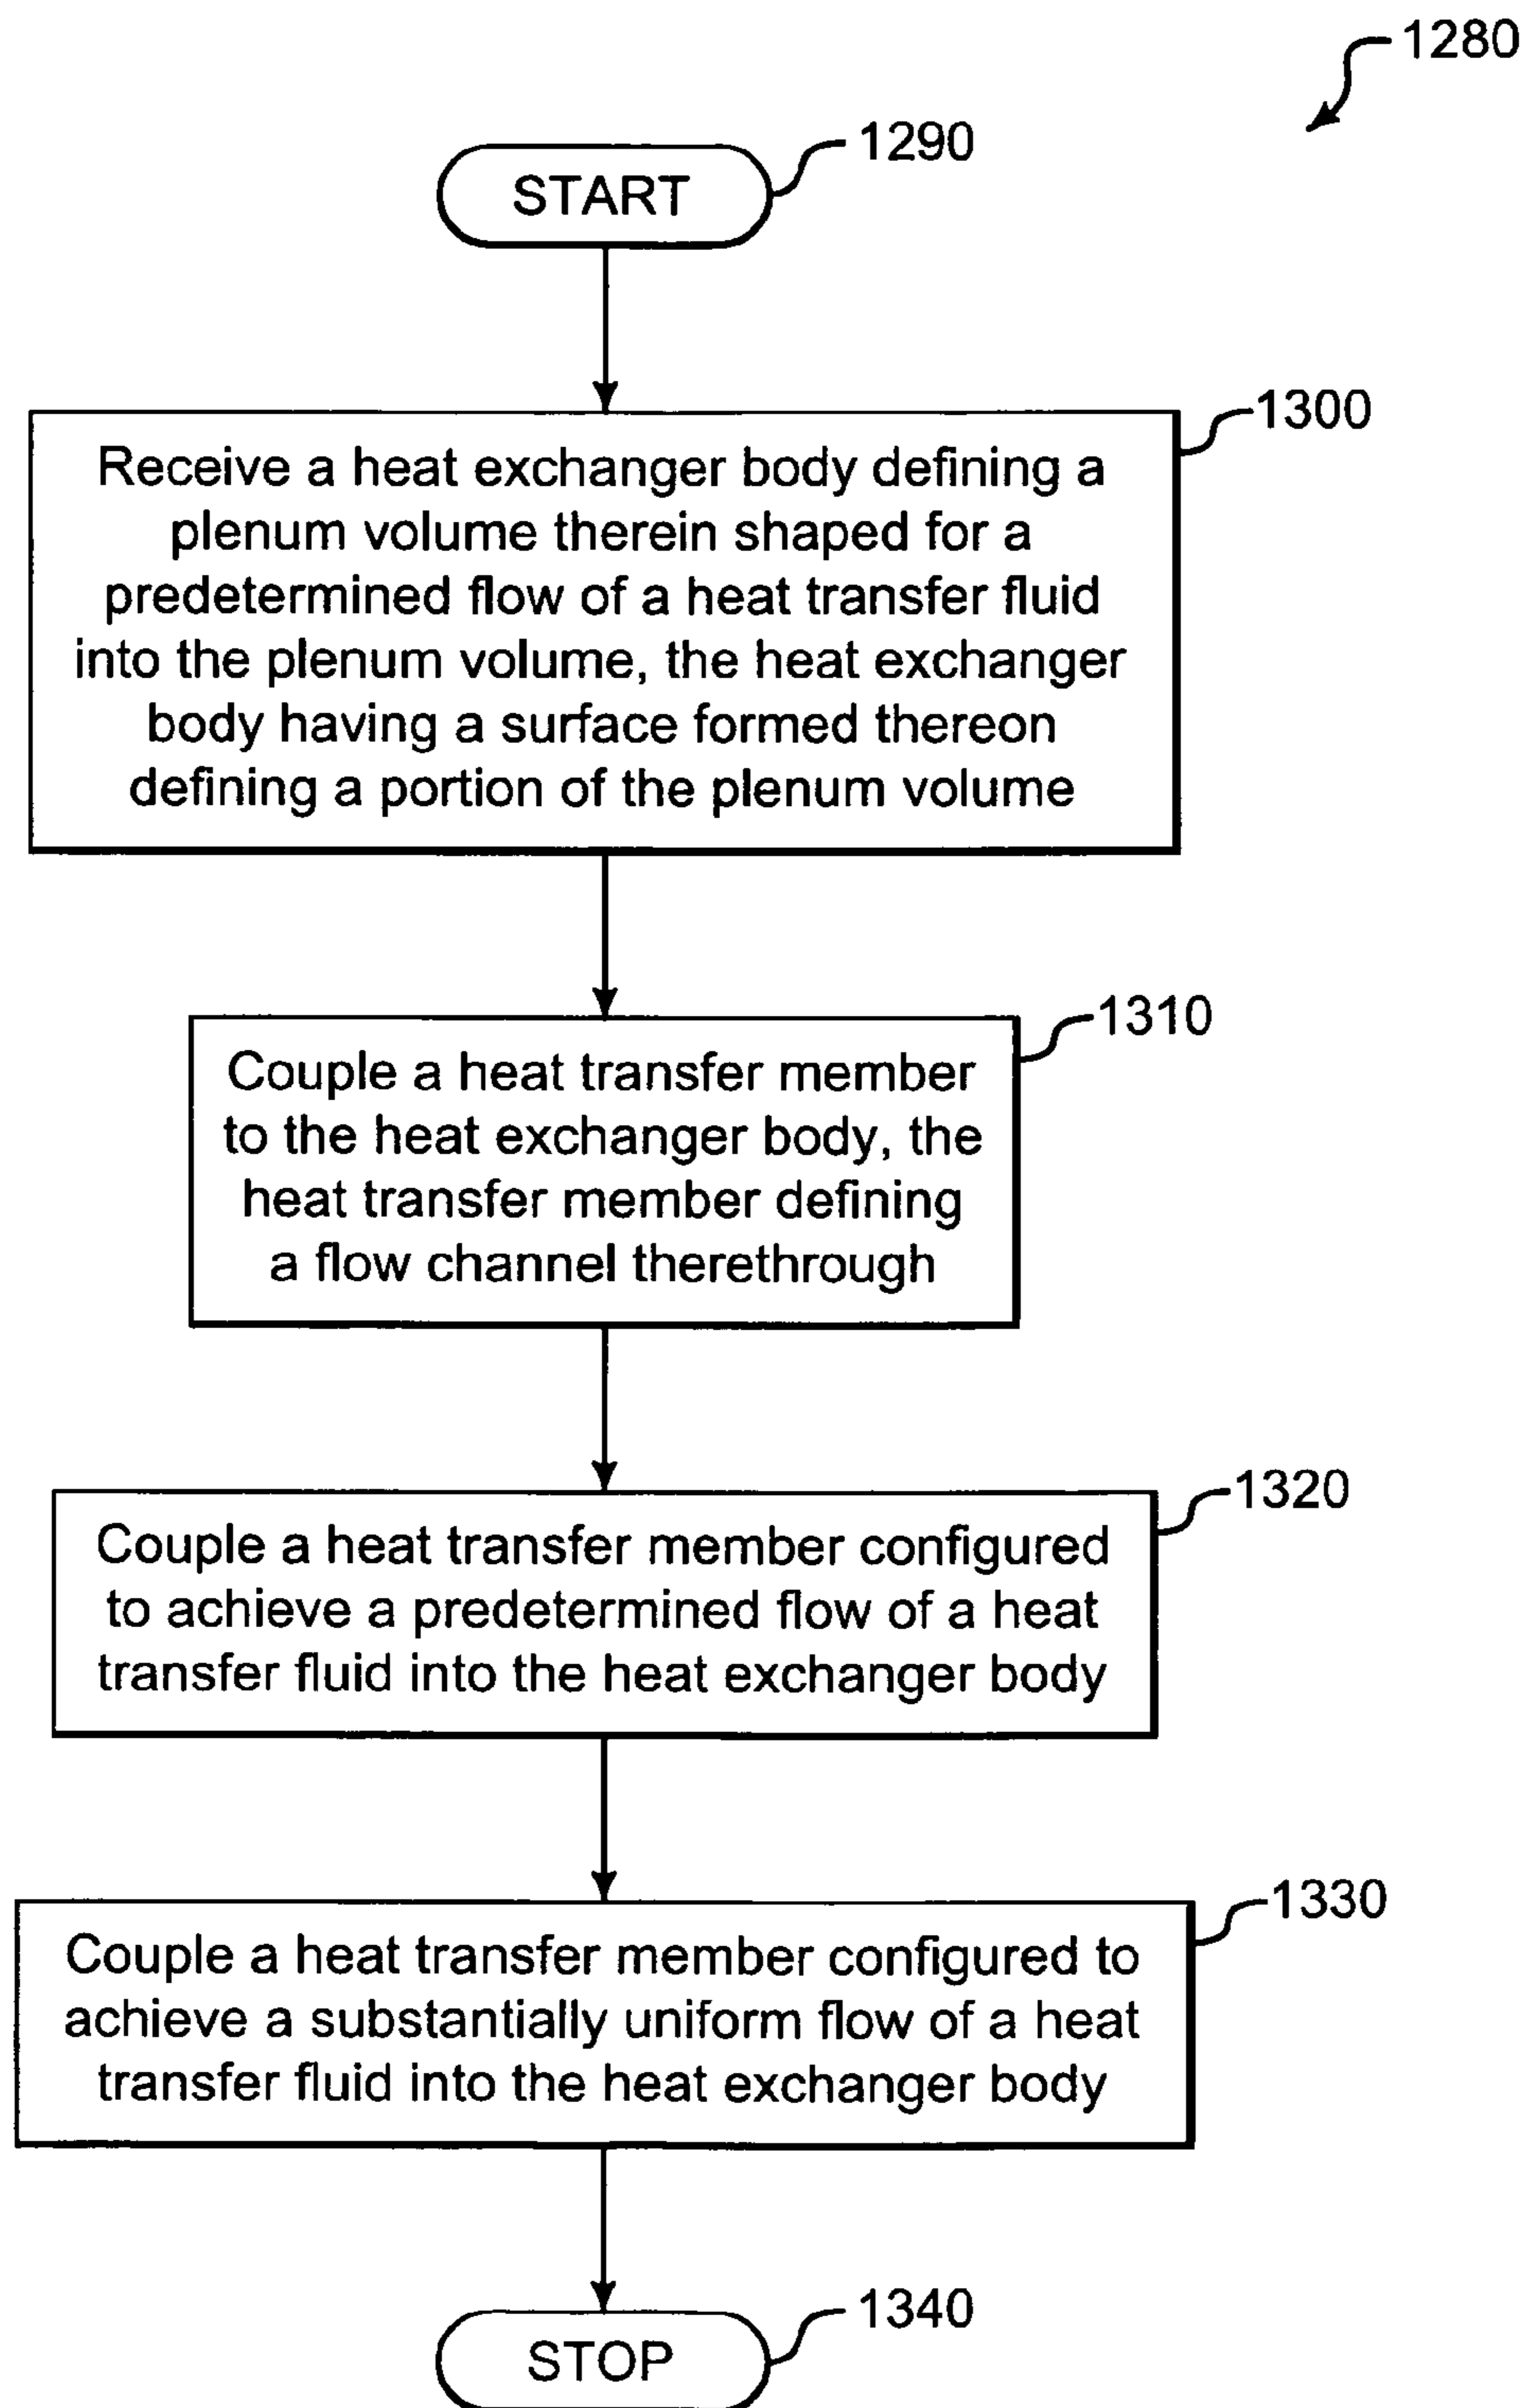 1280
1290
START
1300
Receive a heat exchanger body defining a
plenum volume therein shaped for a
predetermined flow of a heat transfer fluid
into the plenum volume, the heat exchanger
body having a surface formed thereon
defining a portion of the plenum volume
1310
Couple a heat transfer member
to the heat exchanger body, the
heat transfer member defining
a flow channel therethrough
1320
Couple a heat transfer member configured
to achieve a predetermined flow of a heat
transfer fluid into the heat exchanger body
1330
Couple a heat transfer member configured to
achieve a substantially uniform flow of a heat
transfer fluid into the heat exchanger body
1340
STOP